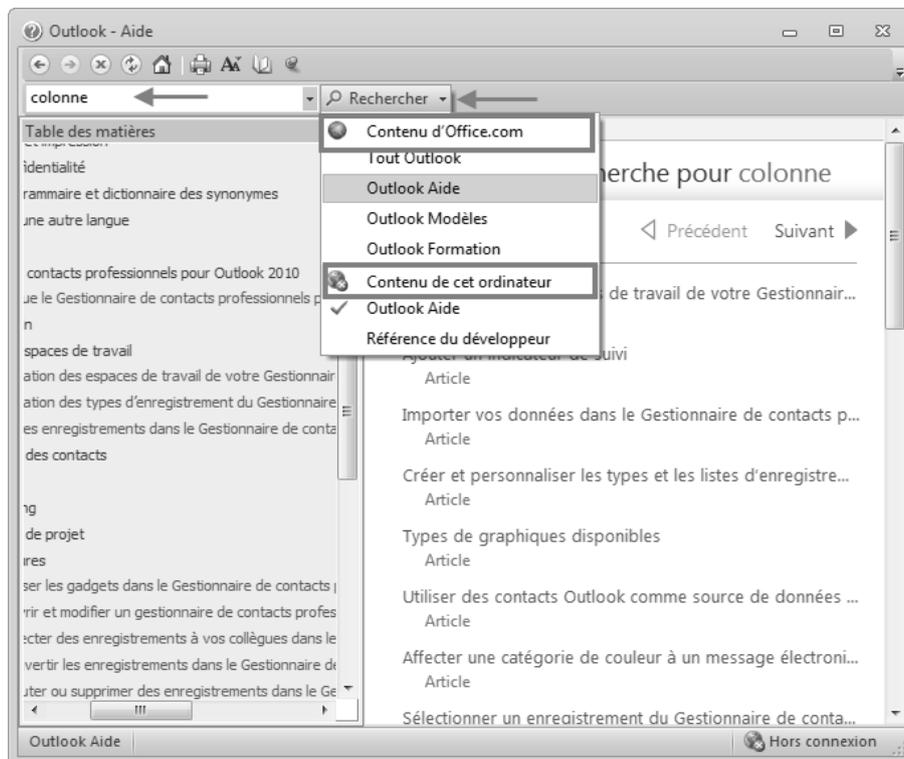 Outlook - Aide
colonne
Rechercher
Table des matières
Contenu d'Office.com
Tout Outlook
Outlook Aide
Outlook Modèles
Outlook Formation
Contenu de cet ordinateur
Outlook Aide
Référence du développeur
identialité
rammaire et dictionnaire des synonymes
une autre langue
contacts professionnels pour Outlook 2010
ue le Gestionnaire de contacts professionnels p
n
spaces de travail
ation des espaces de travail de votre Gestionnair
ation des types d'enregistrement du Gestionnaire
es enregistrements dans le Gestionnaire de conta
des contacts
ng
de projet
ires
ser les gadgets dans le Gestionnaire de contacts
rir et modifier un gestionnaire de contacts profes
ecter des enregistrements à vos collègues dans le
vertir les enregistrements dans le Gestionnaire de
uter ou supprimer des enregistrements dans le Ge
erche pour colonne
Précédent Suivant
de travail de votre Gestionnair...
Ajouter un indicateur de suivi
Article
Importer vos données dans le Gestionnaire de contacts p...
Article
Créer et personnaliser les types et les listes d'enregistre...
Article
Types de graphiques disponibles
Article
Utiliser des contacts Outlook comme source de données ...
Article
Affecter une catégorie de couleur à un message électroni...
Article
Sélectionner un enregistrement du Gestionnaire de conta...
Outlook Aide
Hors connexion